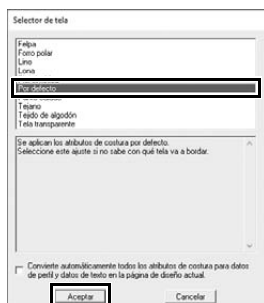 Selector de tela
Felpa
Forro polar
Lino
Lona
Por defecto
Tejano
Tejido de algodón
Tela transparente
Se aplican los atributos de costura por defecto.
Seleccione este ajuste si no sabe con qué tela va a bordar.
Convierte automáticamente todos los atributos de costura para datos
de perfil y datos de texto en la página de diseño actual.
Aceptar
Cancelar